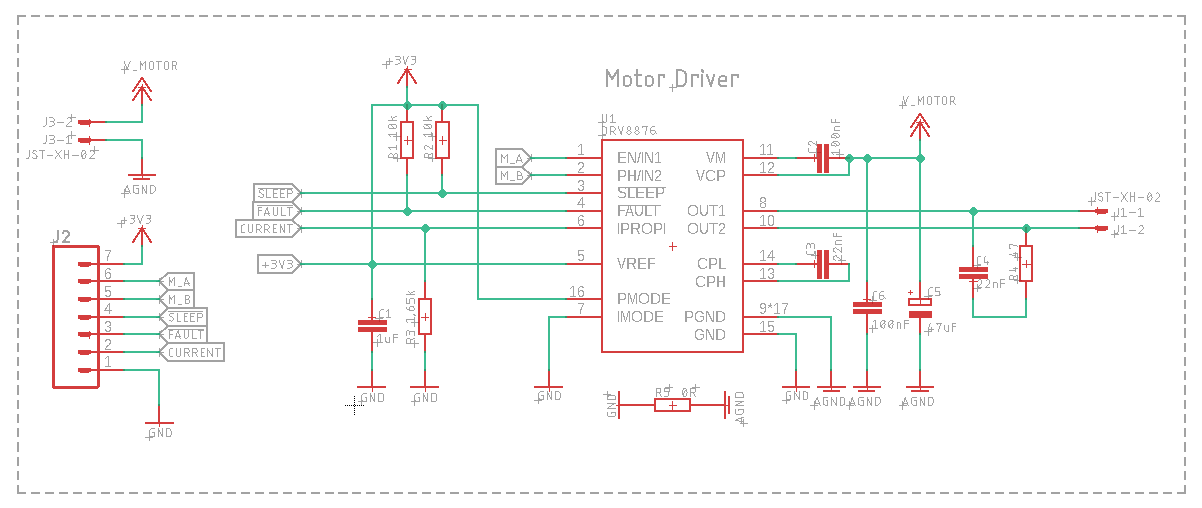 V_MOTOR
J3-2
J3-1
JST-XH-02
AGND
+3V3
J2
7
6 M_A
5 M_B
4 SLEEP
3 FAULT
2 CURRENT
1
GND
+3V3
R1 10k
R2 10k
SLEEP
FAULT
CURRENT
+3V3
C1
1uF
R3 1,65k
GND
GND
GND
Motor Driver
U1
DRV8876
M_A
M_B
1 EN/IN1
2 PH/IN2
3 SLEEP
4 FAULT
6 IPROPI
5 VREF
16 PMODE
7 IMODE
VM 11
VCP 12
OUT1 8
OUT2 10
CPL 14
CPH 13
PGND 9*17
GND 15
C2
100nF
C3
22nF
V_MOTOR
JST-XH-02
J1-1
J1-2
C4
22nF
R4 47
C6
100nF
C5
47uF
GND
AGND
AGND
AGND
GND
R5 0R
AGND